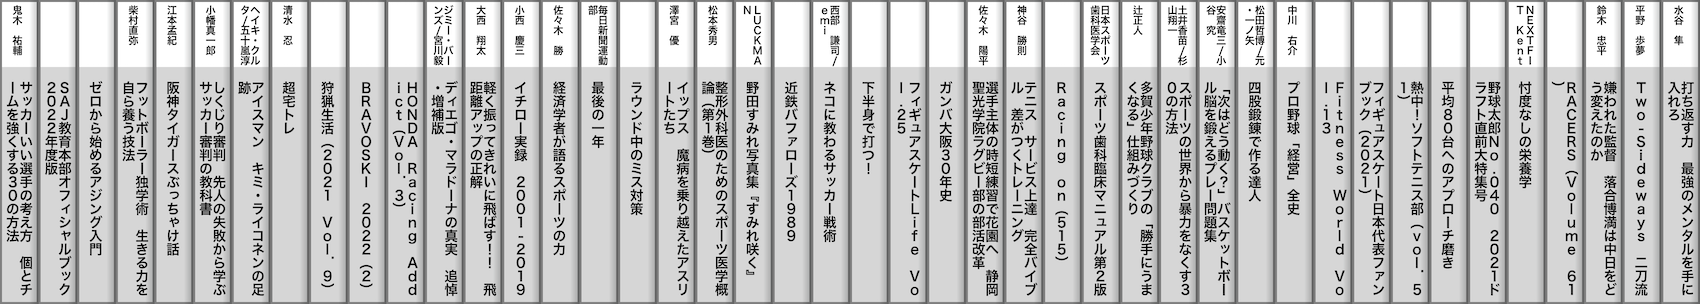 水谷 隼
打ち返す力 最強のメンタルを手に
入れろ
平野 歩夢
Two-Sideways 二刀流
鈴木 忠平
嫌われた監督 落合博満は中日をど
う変えたのか
RACERS(Volume 61
)
NEXTFI
T Kent
忖度なしの栄養学
野球太郎No.040 2021ド
ラフト直前大特集号
平均80台へのアプローチ磨き
熱中!ソフトテニス部(vol.5
1)
フィギュアスケート日本代表ファン
ブック(2021)
Fitness World Vo
l.13
中川 右介
プロ野球「経営」全史
松田哲博/元
・一ノ矢
四股鍛錬で作る達人
安齋竜三/小
谷 究
「次はどう動く?」バスケットボー
ル脳を鍛えるプレー問題集
土井香苗/杉
山翔一
スポーツの世界から暴力をなくす3
0の方法
辻正人
多賀少年野球クラブの「勝手にうま
くなる」仕組みづくり
日本スポーツ
歯科医学会
スポーツ歯科臨床マニュアル第2版
Racing on(515)
神谷 勝則
テニス サービス上達 完全バイブ
ル 差がつくトレーニング
佐々木 陽平
選手主体の時短練習で花園へ 静岡
聖光学院ラグビー部の部活改革
ガンバ大阪30年史
フィギュアスケートLife Vo
l.25
下半身で打つ!
西部 謙司/
emi
ネコに教わるサッカー戦術
近鉄バファローズ1989
LUCKMA
N
野田すみれ写真集『すみれ咲く』
松本秀男
整形外科医のためのスポーツ医学概
論(第1巻)
澤宮 優
イップス 魔病を乗り越えたアスリ
ートたち
ラウンド中のミス対策
毎日新聞運動
部
最後の一年
佐々木 勝
経済学者が語るスポーツの力
小西 慶三
イチロー実録 2001-2019
大西 翔太
軽く振ってきれいに飛ばす!! 飛
距離アップの正解
ジミー・バー
ンズ/宮川毅
ディエゴ・マラドーナの真実 追悼
・増補版
HONDA Racing Add
ict(Vol.3)
BRAVOSKI 2022(2)
狩猟生活(2021 Vol.9)
清水 忍
超宅トレ
ヘイキ・クル
タ/五十嵐淳
アイスマン キミ・ライコネンの足
跡
小幡真一郎
しくじり審判 先人の失敗から学ぶ
サッカー審判の教科書
江本孟紀
阪神タイガースぶっちゃけ話
柴村直弥
フットボーラー独学術 生きる力を
自ら養う技法
ゼロから始めるアジング入門
SAJ教育本部オフィシャルブック
2022年度版
鬼木 祐輔
サッカーいい選手の考え方 個とチ
ームを強くする30の方法